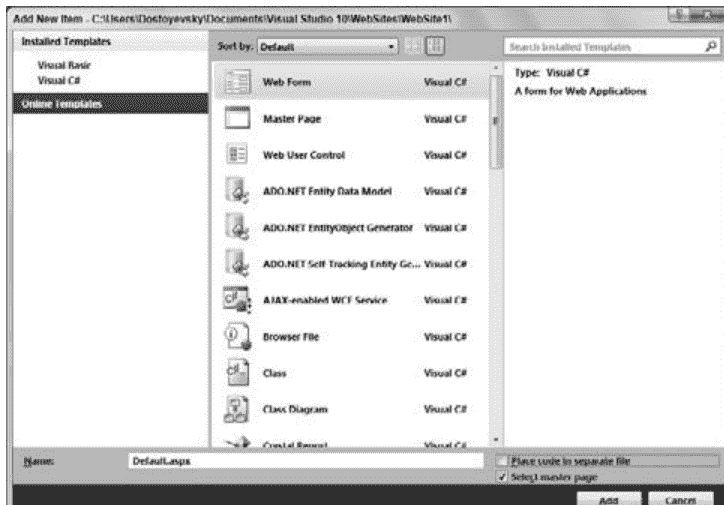 Add New Item - C:\Users\Dostoyevsky\Documents\Visual Studio 10\WebSites\WebSite1\
Installed Templates
Visual Basic
Visual C#
Online Templates
Sort by: Default
Search Installed Templates
Web Form Visual C#
Master Page Visual C#
Web User Control Visual C#
ADO.NET Entity Data Model Visual C#
ADO.NET EntityObject Generator Visual C#
ADO.NET Self-Tracking Entity Ge... Visual C#
AJAX-enabled WCF Service Visual C#
Browser File Visual C#
Class Visual C#
Class Diagram Visual C#
Crystal Report Visual C#
Type: Visual C#
A form for Web Applications
Name: Default.aspx
Place code in separate file
Select master page
Add Cancel